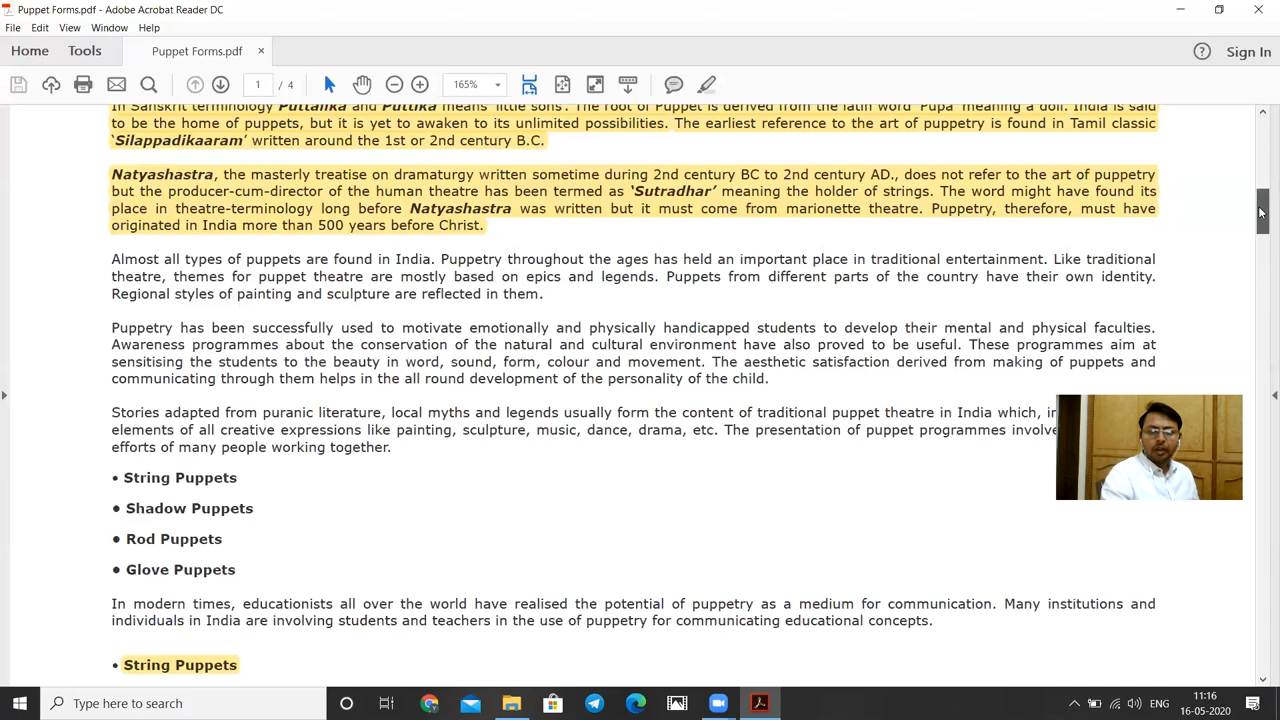 Puppet Forms.pdf - Adobe Acrobat Reader DC
File Edit View Window Help
Home Tools Puppet Forms.pdf × ? Sign In
1 / 4 165%
In Sanskrit terminology Puttalika and Puttika means 'little sons'. The root of Puppet is derived from the latin word 'Pupa' meaning a doll. India is said
to be the home of puppets, but it is yet to awaken to its unlimited possibilities. The earliest reference to the art of puppetry is found in Tamil classic
‘Silappadikaaram’ written around the 1st or 2nd century B.C.
Natyashastra, the masterly treatise on dramaturgy written sometime during 2nd century BC to 2nd century AD., does not refer to the art of puppetry
but the producer-cum-director of the human theatre has been termed as ‘Sutradhar’ meaning the holder of strings. The word might have found its
place in theatre-terminology long before Natyashastra was written but it must come from marionette theatre. Puppetry, therefore, must have
originated in India more than 500 years before Christ.
Almost all types of puppets are found in India. Puppetry throughout the ages has held an important place in traditional entertainment. Like traditional
theatre, themes for puppet theatre are mostly based on epics and legends. Puppets from different parts of the country have their own identity.
Regional styles of painting and sculpture are reflected in them.
Puppetry has been successfully used to motivate emotionally and physically handicapped students to develop their mental and physical faculties.
Awareness programmes about the conservation of the natural and cultural environment have also proved to be useful. These programmes aim at
sensitising the students to the beauty in word, sound, form, colour and movement. The aesthetic satisfaction derived from making of puppets and
communicating through them helps in the all round development of the personality of the child.
Stories adapted from puranic literature, local myths and legends usually form the content of traditional puppet theatre in India which,
elements of all creative expressions like painting, sculpture, music, dance, drama, etc. The presentation of puppet programmes involve
efforts of many people working together.
• String Puppets
• Shadow Puppets
• Rod Puppets
• Glove Puppets
In modern times, educationists all over the world have realised the potential of puppetry as a medium for communication. Many institutions and
individuals in India are involving students and teachers in the use of puppetry for communicating educational concepts.
• String Puppets
Type here to search
ENG
11:16
16-05-2020